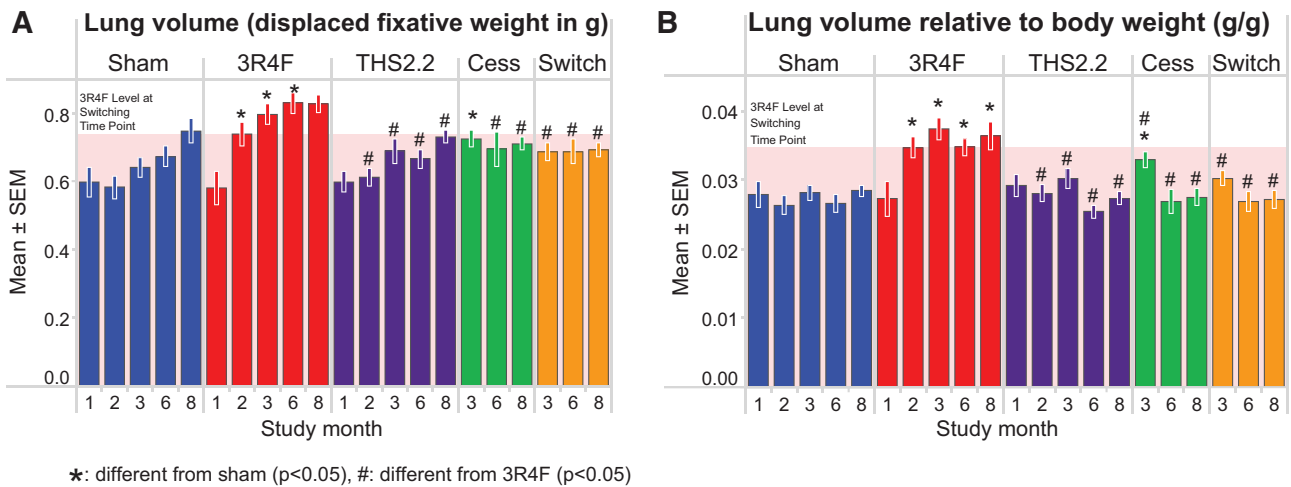 A Lung volume (displaced fixative weight in g)
Sham 3R4F THS2.2 Cess Switch
3R4F Level at
Switching
Time Point
* * * # # # # * # # # # #
0.8
0.6
0.4
0.2
0.0
Mean ± SEM
1 2 3 6 8 1 2 3 6 8 1 2 3 6 8 3 6 8 3 6 8
Study month
B Lung volume relative to body weight (g/g)
Sham 3R4F THS2.2 Cess Switch
3R4F Level at
Switching
Time Point
* * * * # # # # # * # # # # #
0.04
0.03
0.02
0.01
0.00
Mean ± SEM
1 2 3 6 8 1 2 3 6 8 1 2 3 6 8 3 6 8 3 6 8
Study month
*: different from sham (p<0.05), #: different from 3R4F (p<0.05)